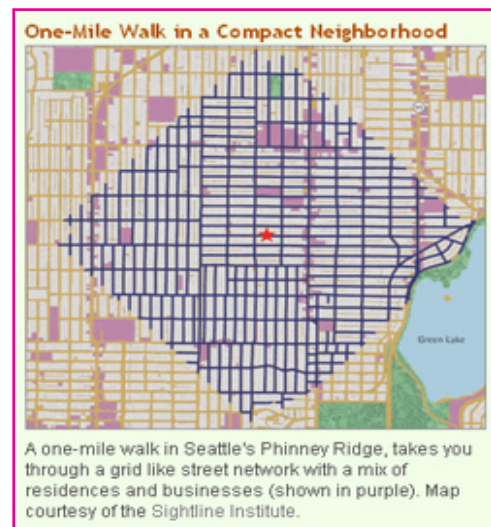 One-Mile Walk in a Compact Neighborhood
Green Lake
A one-mile walk in Seattle's Phinney Ridge, takes you
through a grid like street network with a mix of
residences and businesses (shown in purple). Map
courtesy of the Sightline Institute.